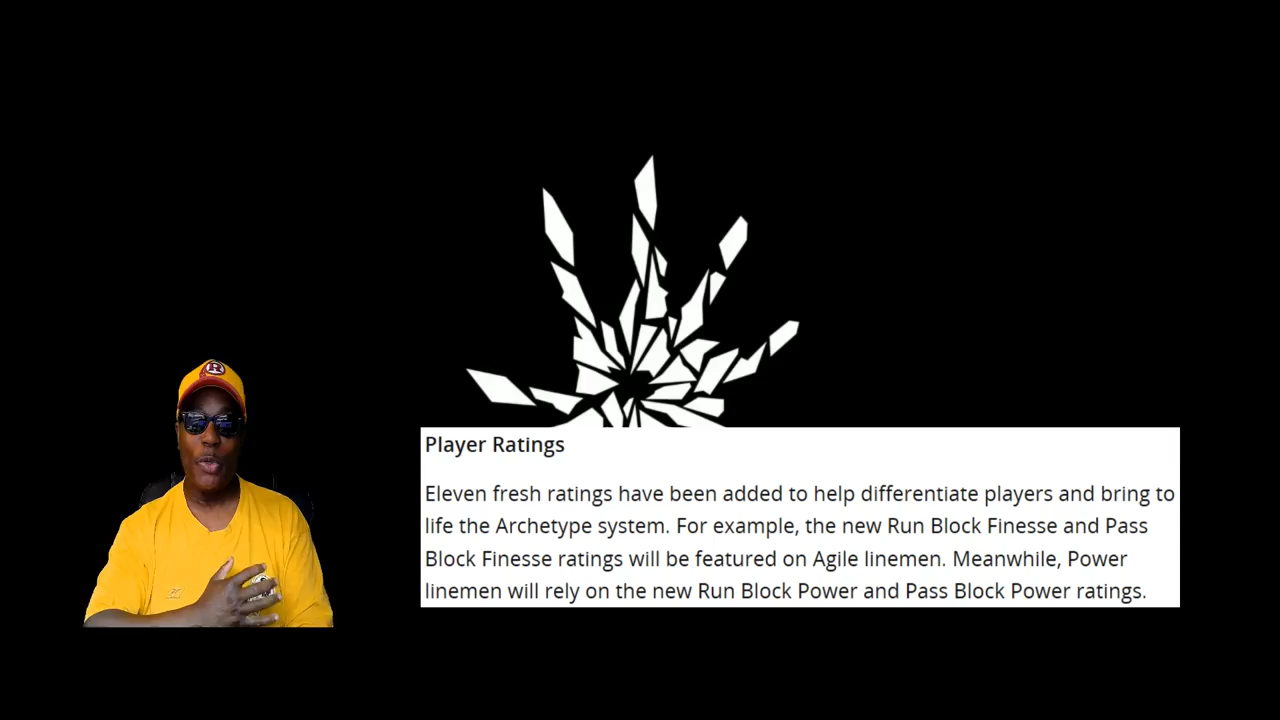 R
Player Ratings
Eleven fresh ratings have been added to help differentiate players and bring to
life the Archetype system. For example, the new Run Block Finesse and Pass
Block Finesse ratings will be featured on Agile linemen. Meanwhile, Power
linemen will rely on the new Run Block Power and Pass Block Power ratings.